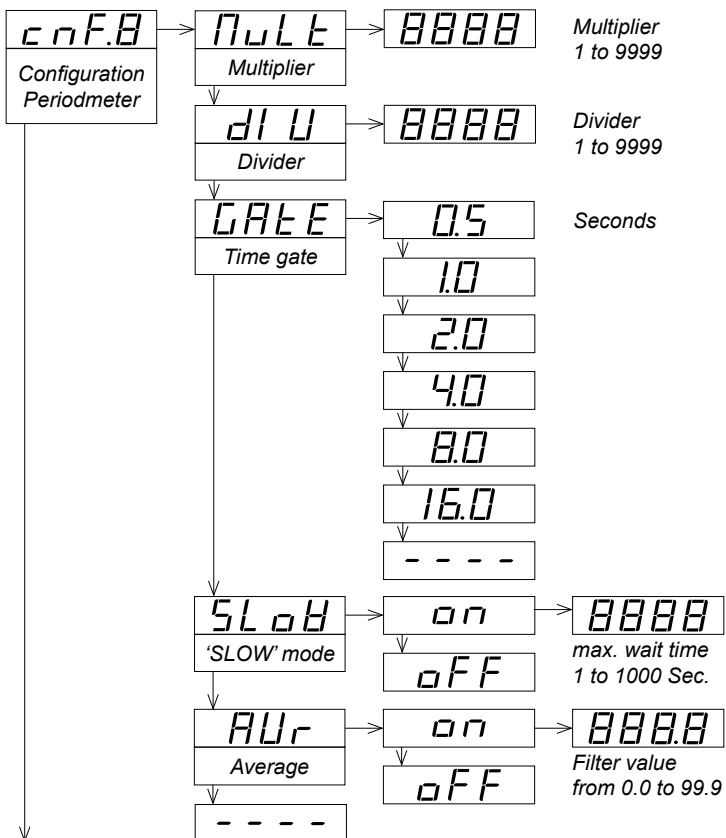 cnF.8
Configuration
Periodmeter
MuLt
Multiplier
8888
Multiplier
1 to 9999
dIV
Divider
8888
Divider
1 to 9999
GAtE
Time gate
0.5
Seconds
1.0
2.0
4.0
8.0
16.0
----
SLoW
'SLOW' mode
on
8888
max. wait time
1 to 1000 Sec.
oFF
AVr
Average
on
888.8
Filter value
from 0.0 to 99.9
oFF
----